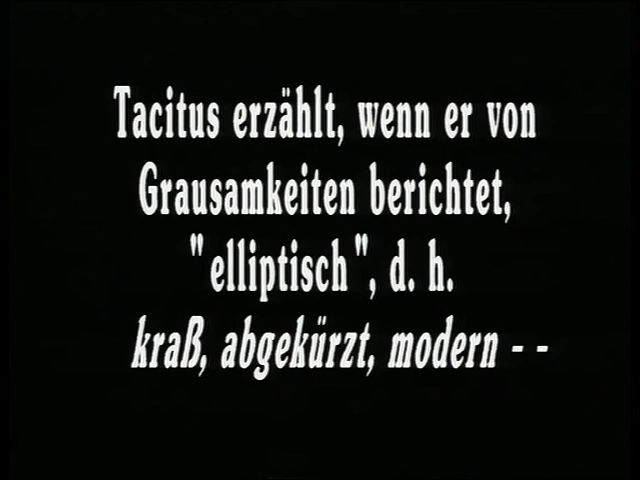 Tacitus erzählt, wenn er von
Grausamkeiten berichtet,
"elliptisch", d. h.
kraß, abgekürzt, modern - -